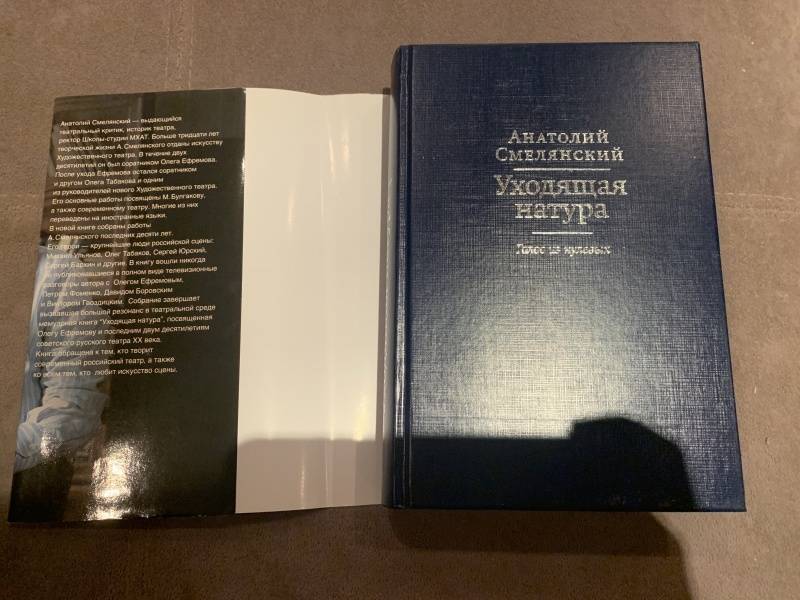 Анатолий Смелянский — выдающийся
театральный критик, историк театра,
ректор Школы-студии МХАТ. Больше тридцати лет
творческой жизни А. Смелянского отданы искусству
Художественного театра. В течение двух
десятилетий он был соратником Олега Ефремова.
После ухода Ефремова остался соратником
и другом Олега Табакова и одним
из руководителей нового Художественного театра.
Его основные работы посвящены М. Булгакову,
а также современному театру. Многие из них
переведены на иностранные языки.
В новой книге собраны работы
А. Смелянского последних десяти лет.
Его герои — крупнейшие люди российской сцены:
Михаил Ульянов, Олег Табаков, Сергей Юрский,
Сергей Бархин и другие. В книгу вошли никогда
не публиковавшиеся в полном виде телевизионные
разговоры автора с Олегом Ефремовым,
Петром Фоменко, Давидом Боровским
и Виктором Гвоздицким. Собрание завершает
вызвавшая большой резонанс в театральной среде
мемуарная книга "Уходящая натура", посвященная
Олегу Ефремову и последним двум десятилетиям
советского-русского театра XX века.
Книга обращена к тем, кто творит
современный российский театр, а также
ко всем тем, кто любит искусство сцены.
Анатолий
Смелянский
Уходящая
натура
Голос из нулевых